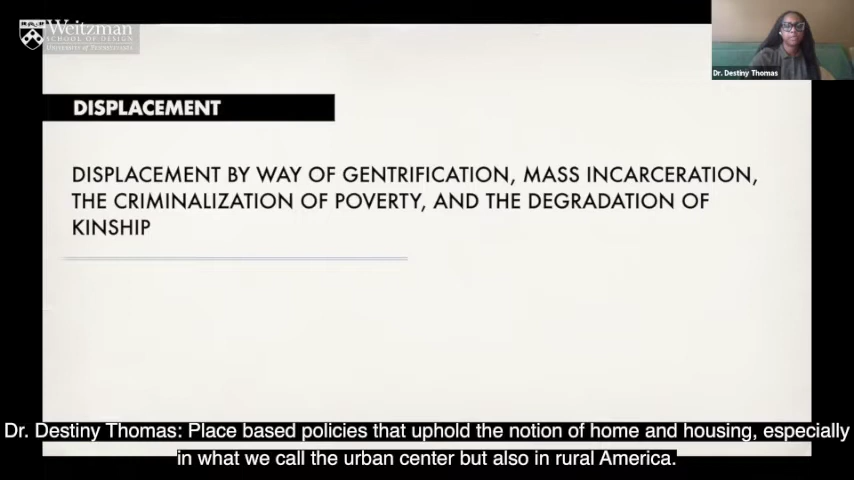 Weitzman
SCHOOL OF DESIGN
UNIVERSITY OF PENNSYLVANIA
Dr. Destiny Thomas
DISPLACEMENT
DISPLACEMENT BY WAY OF GENTRIFICATION, MASS INCARCERATION,
THE CRIMINALIZATION OF POVERTY, AND THE DEGRADATION OF
KINSHIP
Dr. Destiny Thomas: Place based policies that uphold the notion of home and housing, especially
in what we call the urban center but also in rural America.